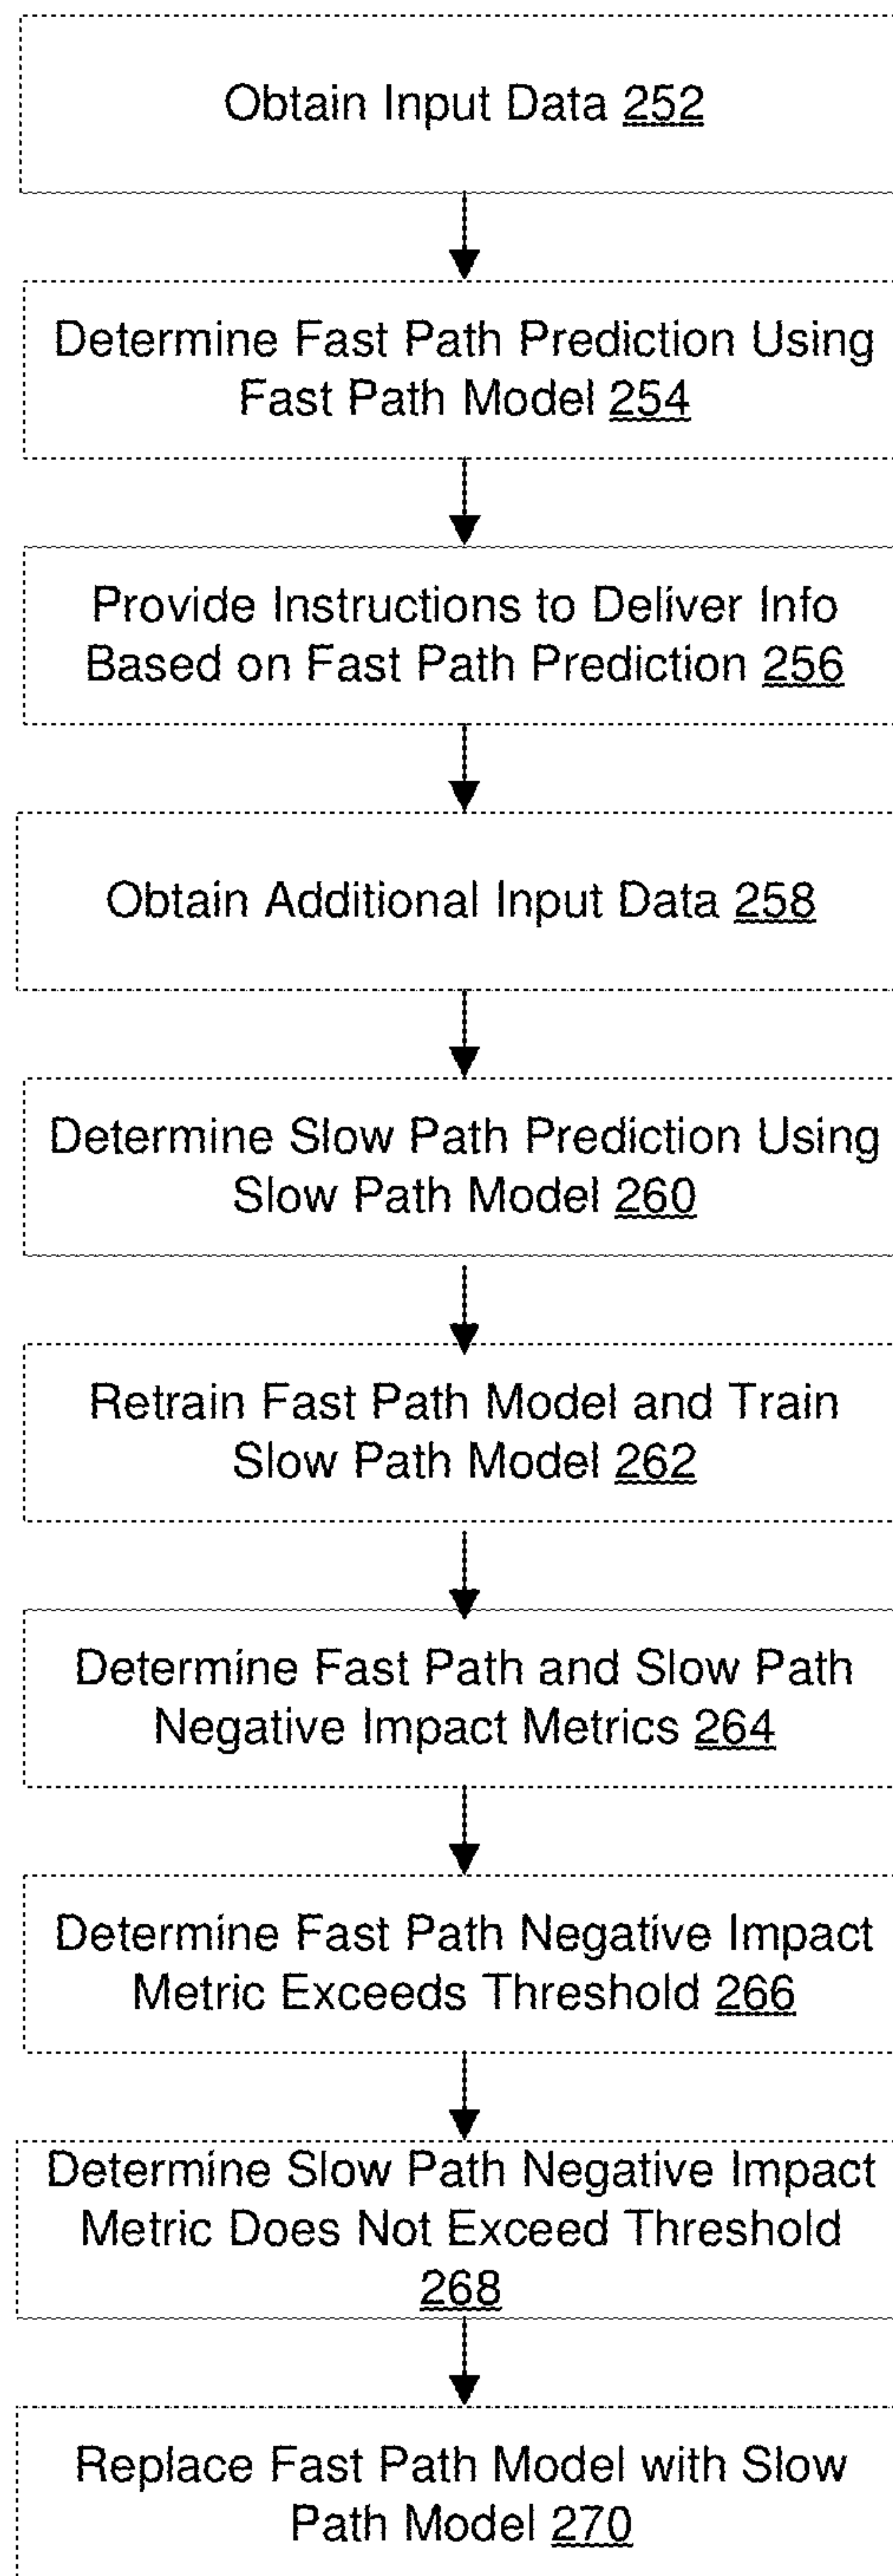 Obtain Input Data 252
Determine Fast Path Prediction Using
Fast Path Model 254
Provide Instructions to Deliver Info
Based on Fast Path Prediction 256
Obtain Additional Input Data 258
Determine Slow Path Prediction Using
Slow Path Model 260
Retrain Fast Path Model and Train
Slow Path Model 262
Determine Fast Path and Slow Path
Negative Impact Metrics 264
Determine Fast Path Negative Impact
Metric Exceeds Threshold 266
Determine Slow Path Negative Impact
Metric Does Not Exceed Threshold
268
Replace Fast Path Model with Slow
Path Model 270